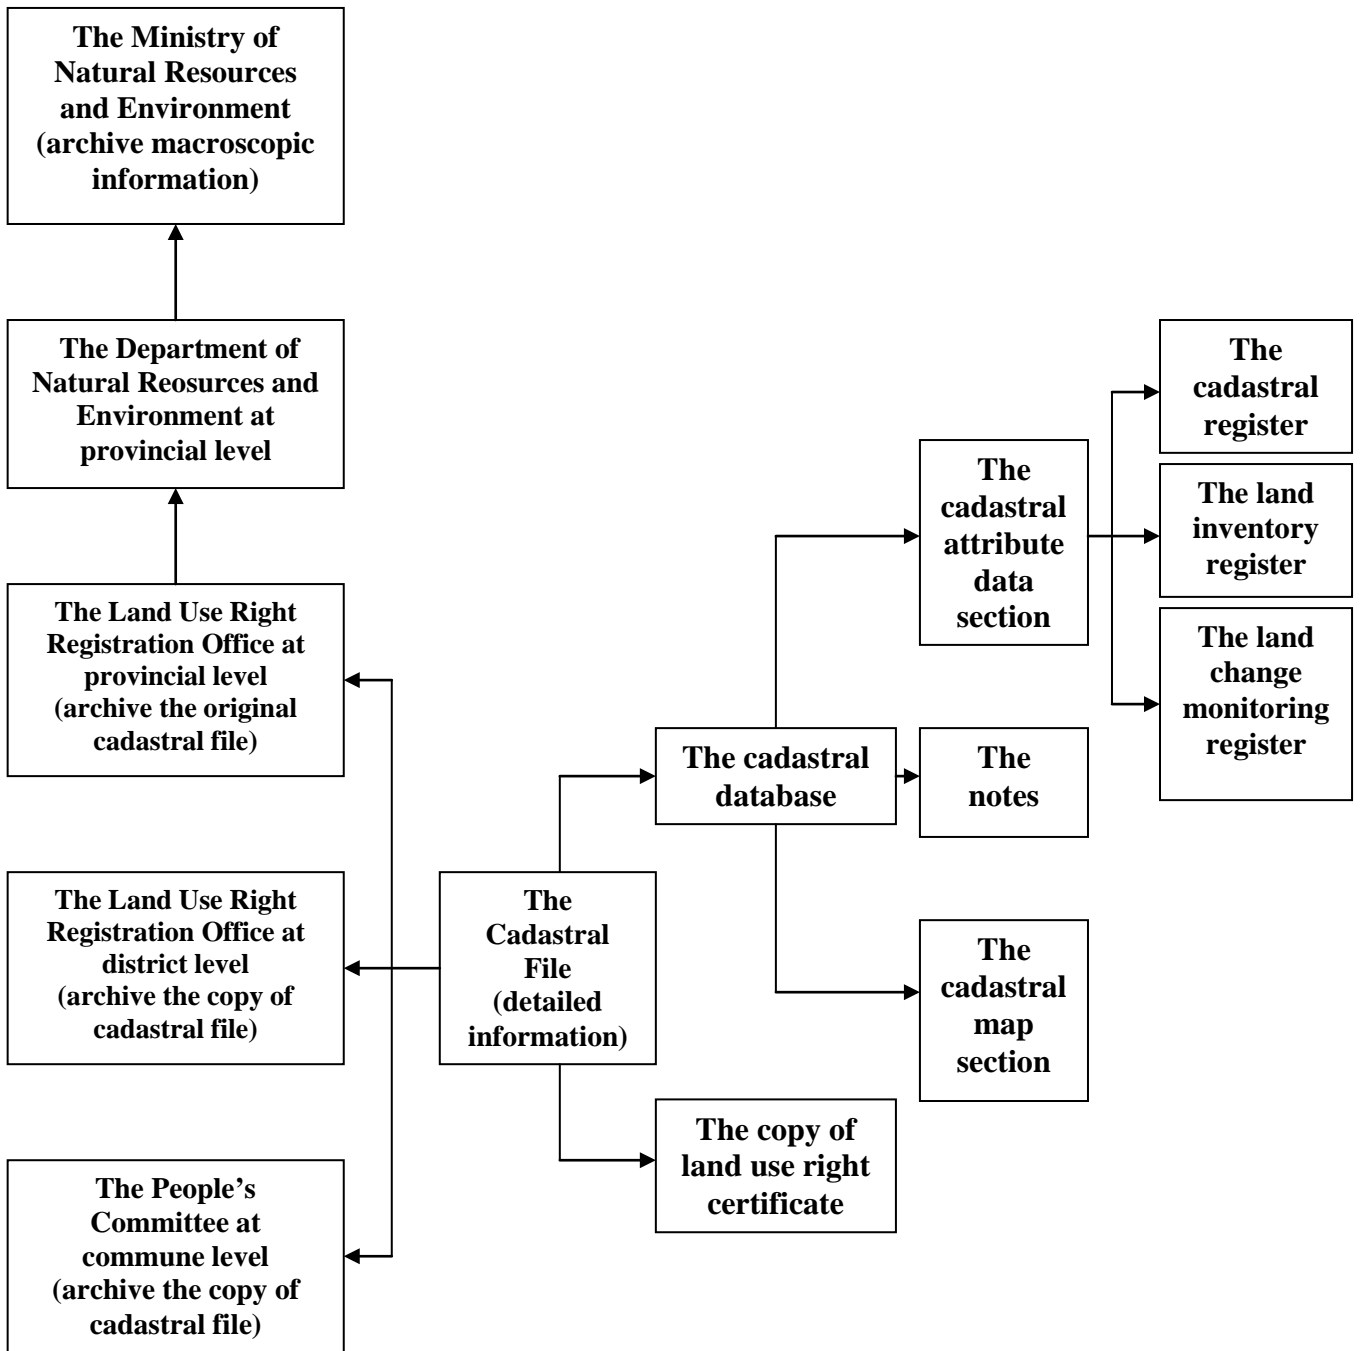 The Ministry of
Natural Resources
and Environment
(archive macroscopic
information)
The Department of
Natural Reosurces and
Environment at
provincial level
The Land Use Right
Registration Office at
provincial level
(archive the original
cadastral file)
The Land Use Right
Registration Office at
district level
(archive the copy of
cadastral file)
The People’s
Committee at
commune level
(archive the copy of
cadastral file)
The
Cadastral
File
(detailed
information)
The cadastral
database
The copy of
land use right
certificate
The
cadastral
attribute
data
section
The
notes
The
cadastral
map
section
The
cadastral
register
The land
inventory
register
The land
change
monitoring
register